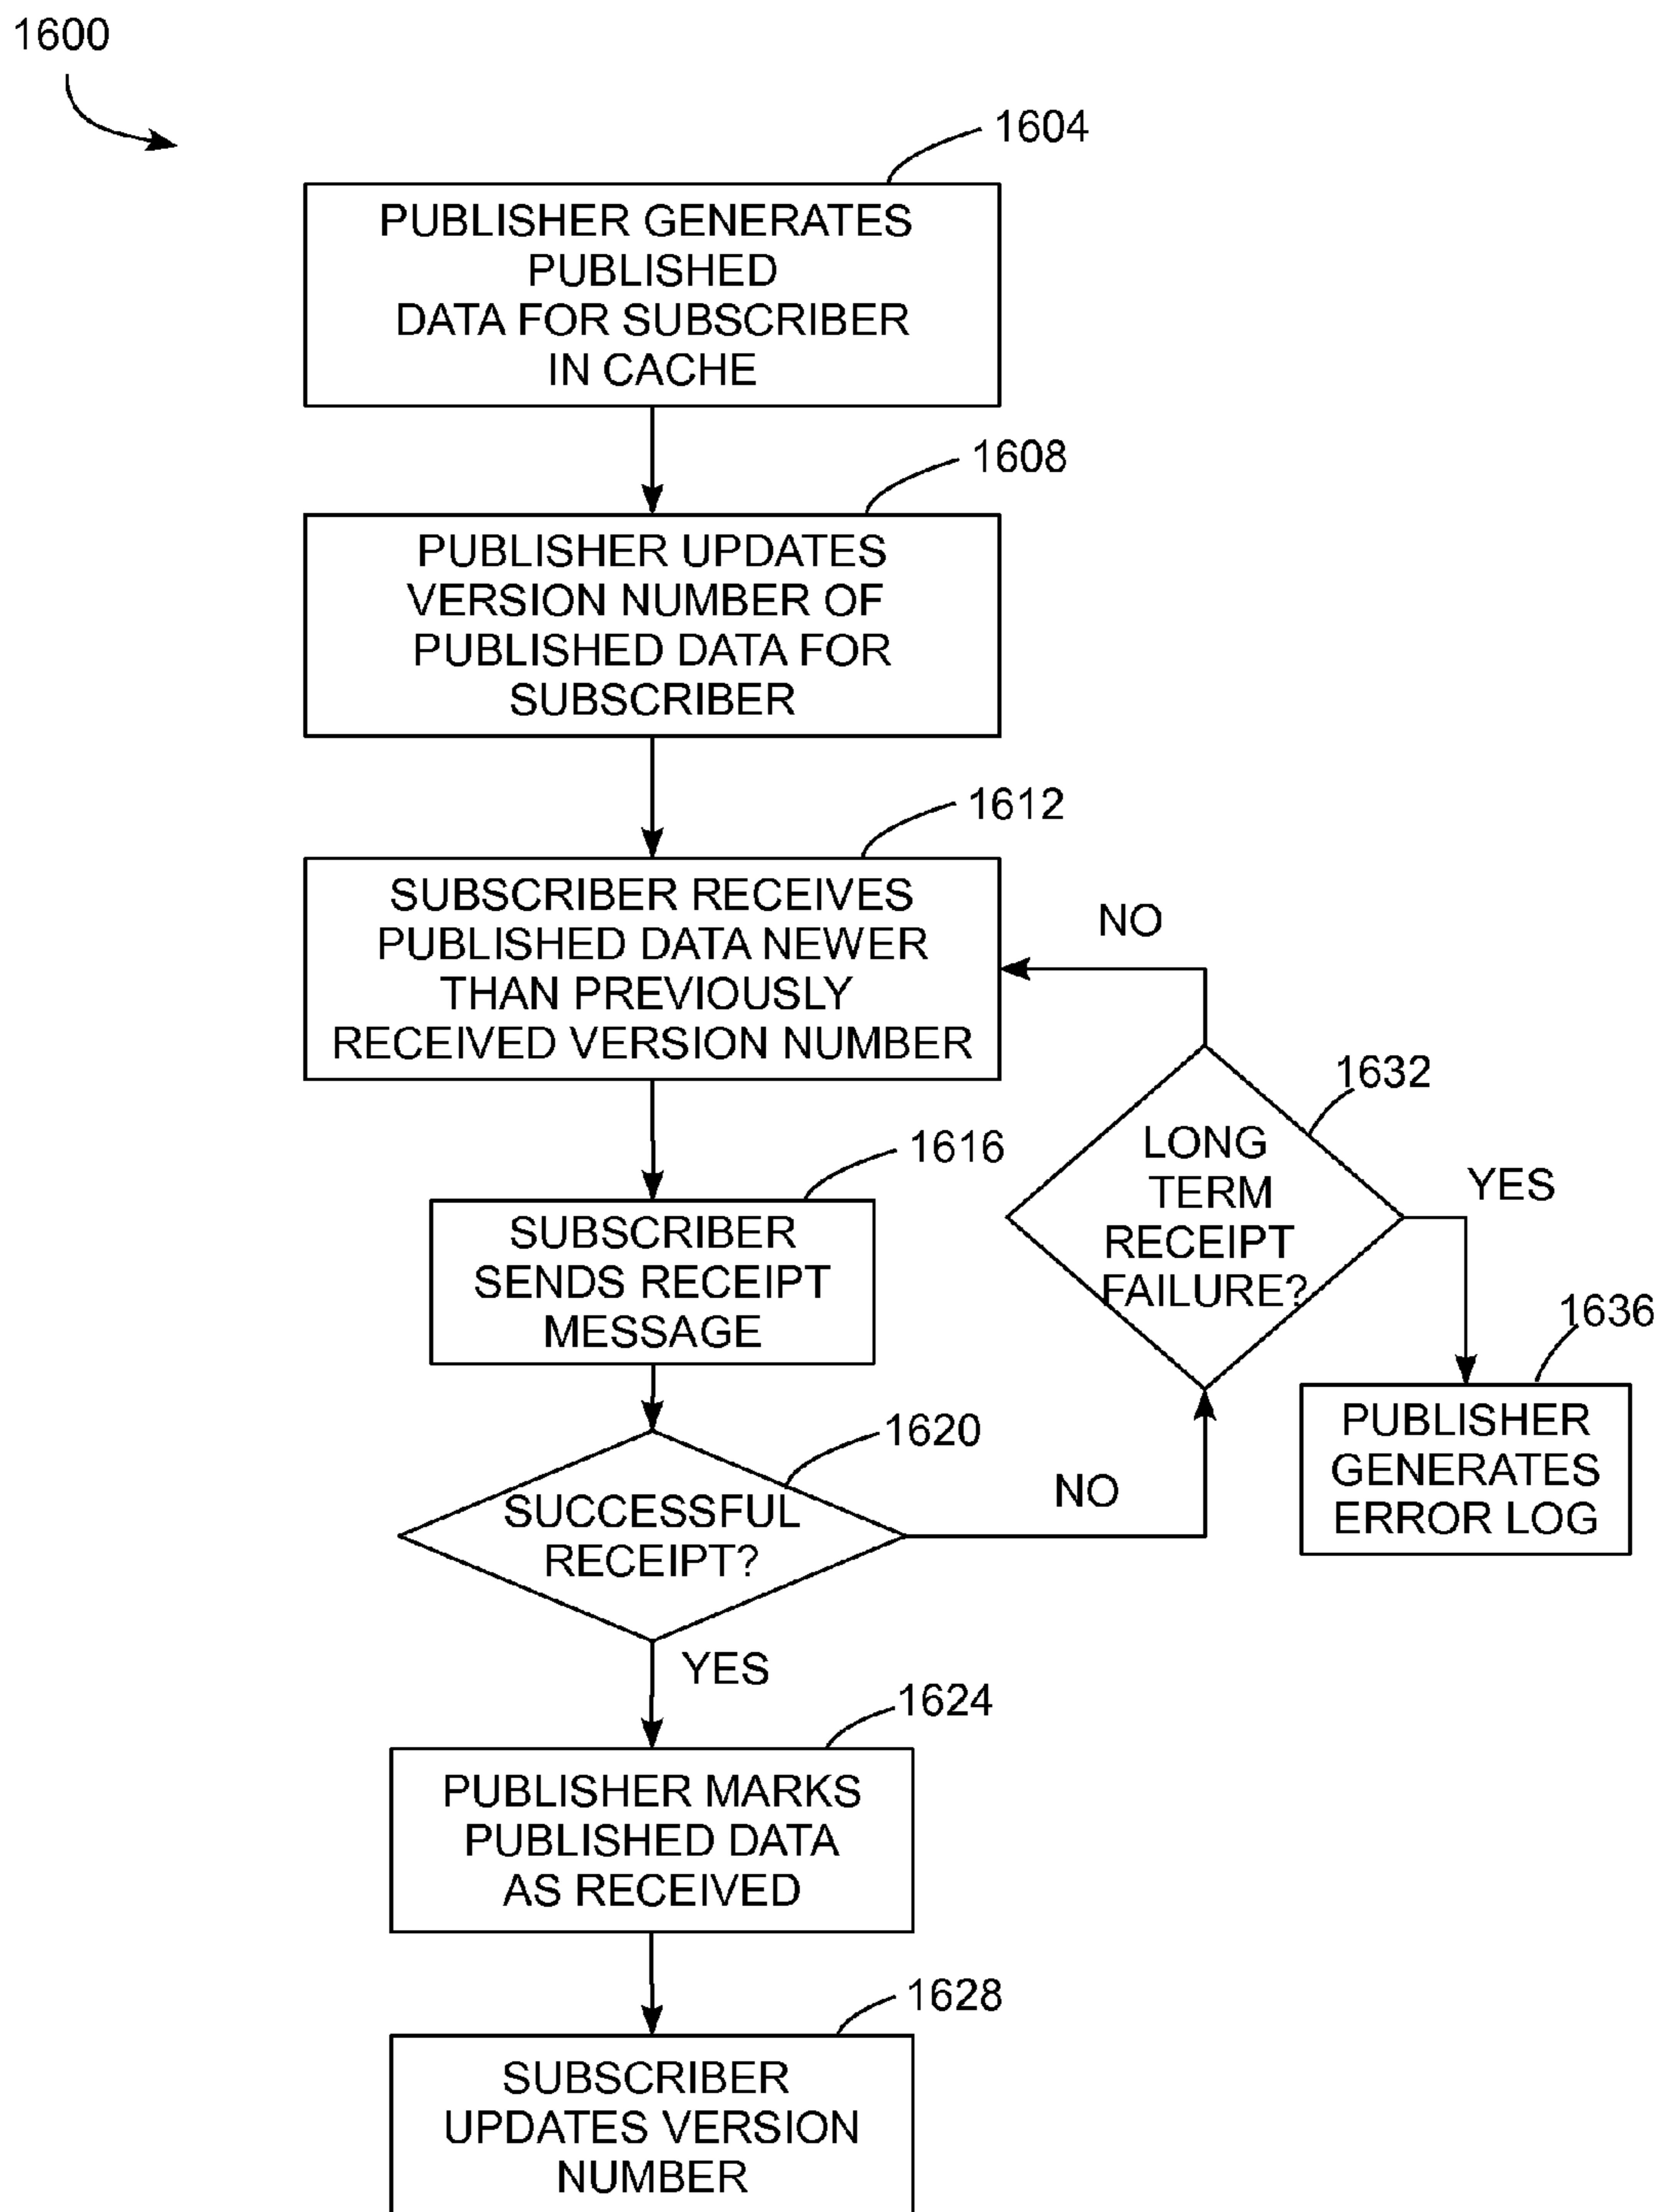 1600
1604
PUBLISHER GENERATES
PUBLISHED
DATA FOR SUBSCRIBER
IN CACHE
1608
PUBLISHER UPDATES
VERSION NUMBER OF
PUBLISHED DATA FOR
SUBSCRIBER
1612
SUBSCRIBER RECEIVES
PUBLISHED DATA NEWER
THAN PREVIOUSLY
RECEIVED VERSION NUMBER
NO
1632
LONG
TERM
RECEIPT
FAILURE?
YES
1616
SUBSCRIBER
SENDS RECEIPT
MESSAGE
1636
PUBLISHER
GENERATES
ERROR LOG
1620
SUCCESSFUL
RECEIPT?
NO
YES
1624
PUBLISHER MARKS
PUBLISHED DATA
AS RECEIVED
1628
SUBSCRIBER
UPDATES VERSION
NUMBER